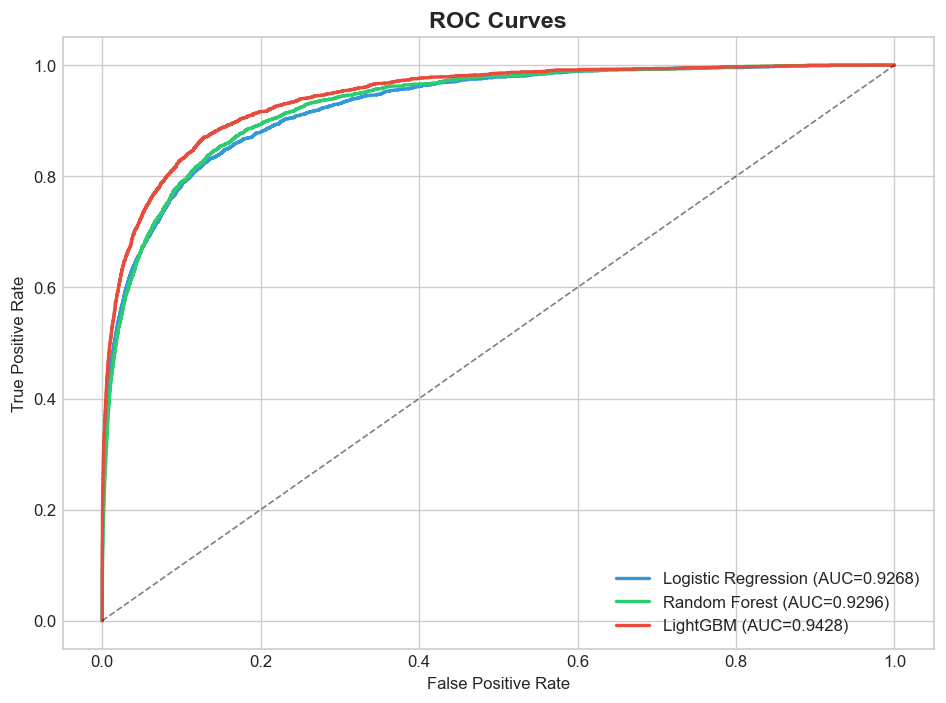 ROC Curves
1.0
0.8
0.6
0.4
0.2
0.0
True Positive Rate
Logistic Regression (AUC=0.9268)
Random Forest (AUC=0.9296)
LightGBM (AUC=0.9428)
0.0 0.2 0.4 0.6 0.8 1.0
False Positive Rate